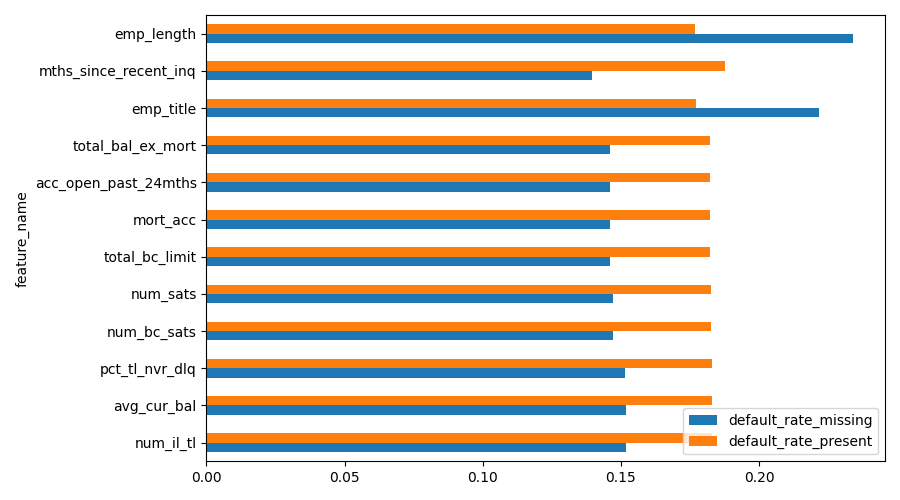 emp_length
mths_since_recent_inq
emp_title
total_bal_ex_mort
acc_open_past_24mths
mort_acc
total_bc_limit
num_sats
num_bc_sats
pct_tl_nvr_dlq
avg_cur_bal
num_il_tl
feature_name
default_rate_missing
default_rate_present
0.00 0.05 0.10 0.15 0.20